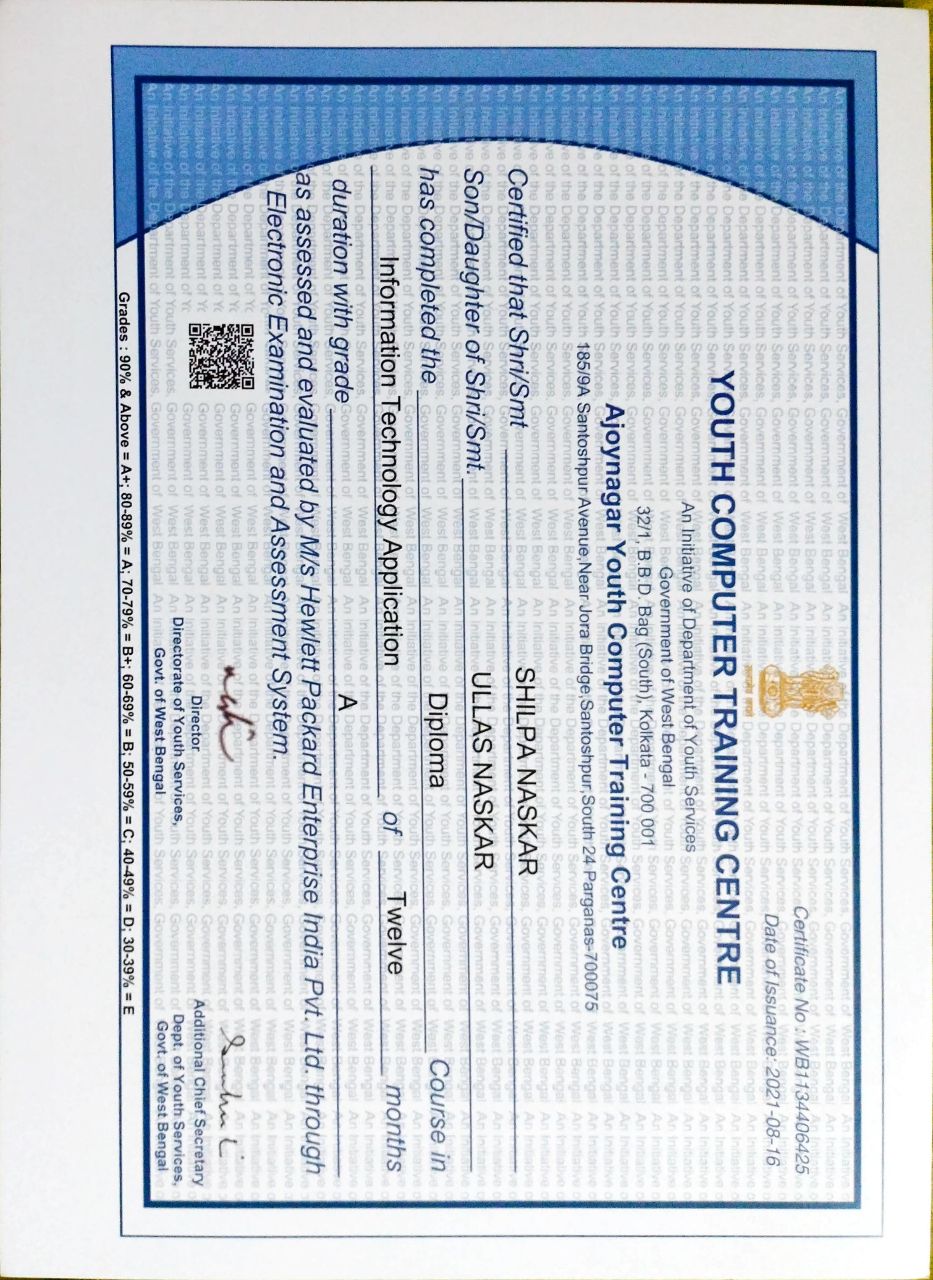 Certificate No : WB1134406425
Date of Issuance: 2021-08-16
सत्यमेव जयते
YOUTH COMPUTER TRAINING CENTRE
An Initiative of Department of Youth Services
Government of West Bengal
32/1, B.B.D. Bag (South), Kolkata - 700 001
Ajoynagar Youth Computer Training Centre
185/9A Santoshpur Avenue,Near Jora Bridge,Santoshpur,South 24 Parganas-700075
Certified that Shri/Smt SHILPA NASKAR
Son/Daughter of Shri/Smt. ULLAS NASKAR
has completed the Diploma Course in
Information Technology Application of Twelve months
duration with grade A
as assessed and evaluated by M/s Hewlett Packard Enterprise India Pvt. Ltd. through
Electronic Examination and Assessment System.
Director
Directorate of Youth Services,
Govt. of West Bengal
Additional Chief Secretary
Dept. of Youth Services,
Govt. of West Bengal
Grades : 90% & Above = A+; 80-89% = A; 70-79% = B+; 60-69% = B; 50-59% = C; 40-49% = D; 30-39% = E